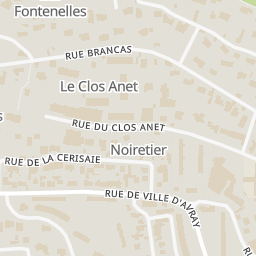 Fontenelles
RUE BRANCAS
Le Clos Anet
RUE DU CLOS ANET
Noiretier
RUE DE LA CERISAIE
RUE DE VILLE D'AVRAY